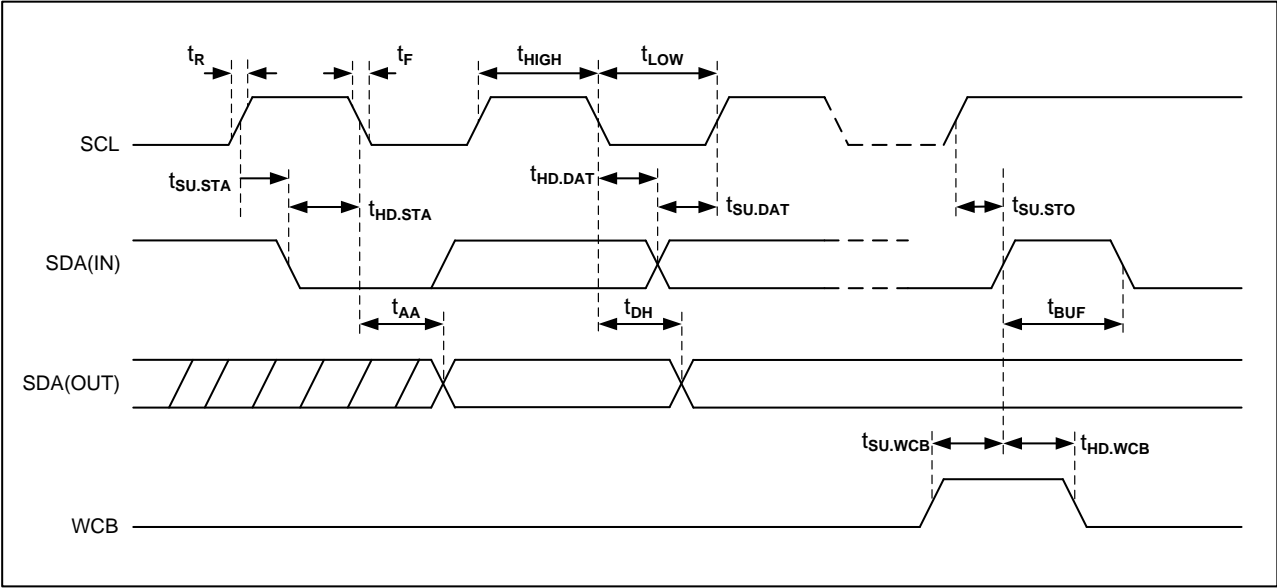 tR
tF
tHIGH
tLOW
SCL
tSU.STA
tHD.STA
tHD.DAT
tSU.DAT
tSU.STO
SDA(IN)
tAA
tDH
tBUF
SDA(OUT)
tSU.WCB
tHD.WCB
WCB